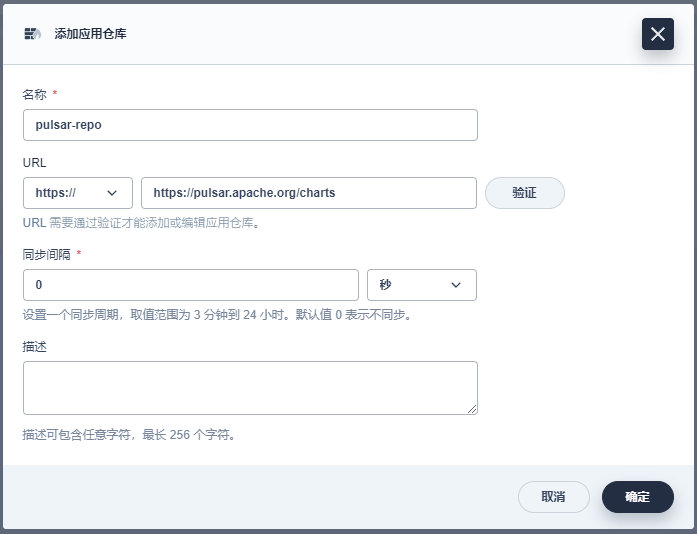 添加应用仓库
名称 *
pulsar-repo
URL
https://
https://pulsar.apache.org/charts
验证
URL 需要通过验证才能添加或编辑应用仓库。
同步间隔 *
0
秒
设置一个同步周期，取值范围为 3 分钟到 24 小时。默认值 0 表示不同步。
描述
描述可包含任意字符，最长 256 个字符。
取消
确定